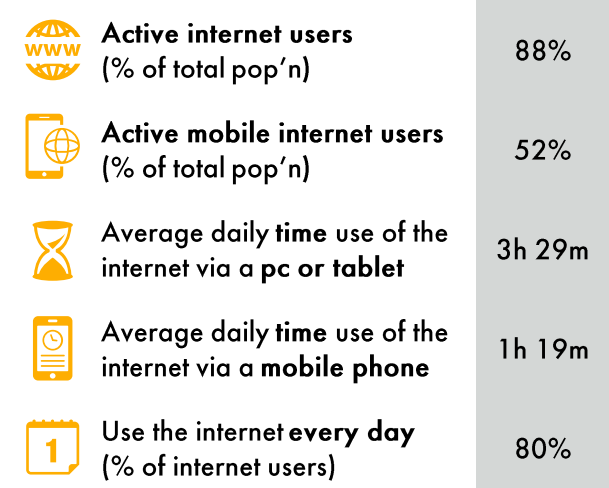 WWW
Active internet users
(% of total pop’n)
88%
Active mobile internet users
(% of total pop’n)
52%
Average daily time use of the
internet via a pc or tablet
3h 29m
Average daily time use of the
internet via a mobile phone
1h 19m
1
Use the internet every day
(% of internet users)
80%